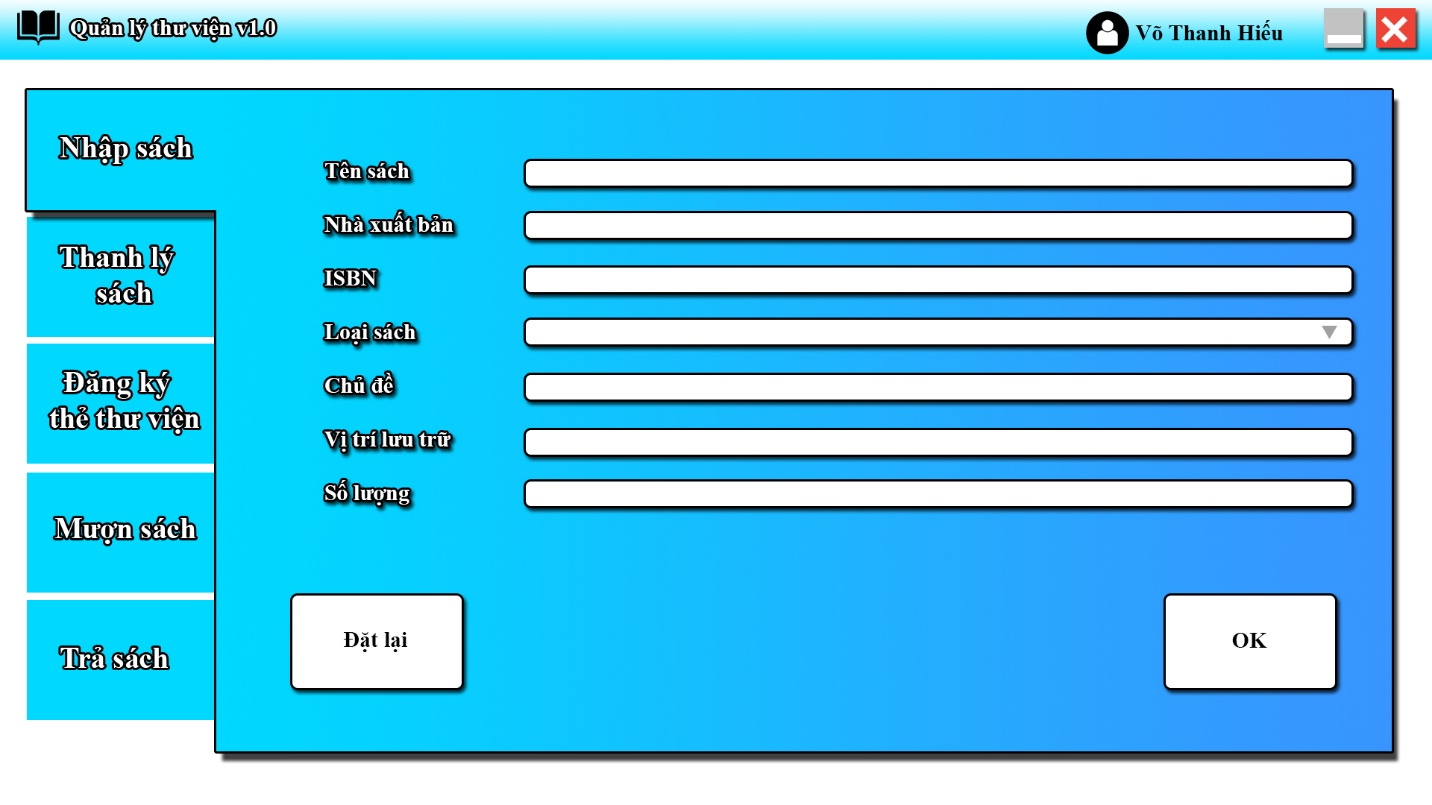 Quản lý thư viện v1.0
Võ Thanh Hiếu
Nhập sách
Thanh lý
sách
Đăng ký
thẻ thư viện
Mượn sách
Trả sách
Tên sách
Nhà xuất bản
ISBN
Loại sách
Chủ đề
Vị trí lưu trữ
Số lượng
Đặt lại
OK